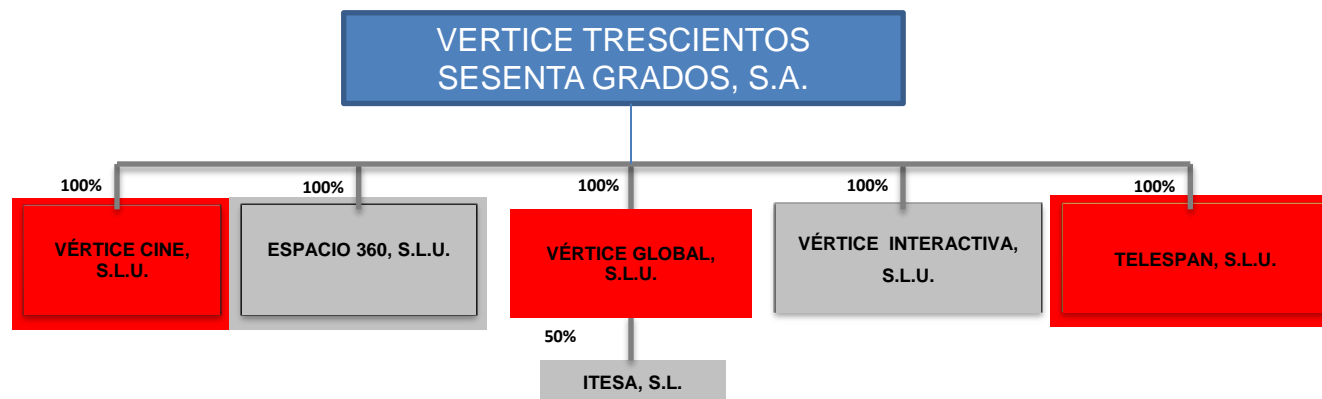 VERTICE TRESCIENTOS
SESENTA GRADOS, S.A.
100%
100%
100%
100%
100%
VÉRTICE CINE,
S.L.U.
ESPACIO 360, S.L.U.
VÉRTICE GLOBAL,
S.L.U.
VÉRTICE INTERACTIVA,
S.L.U.
TELESPAN, S.L.U.
50%
ITESA, S.L.